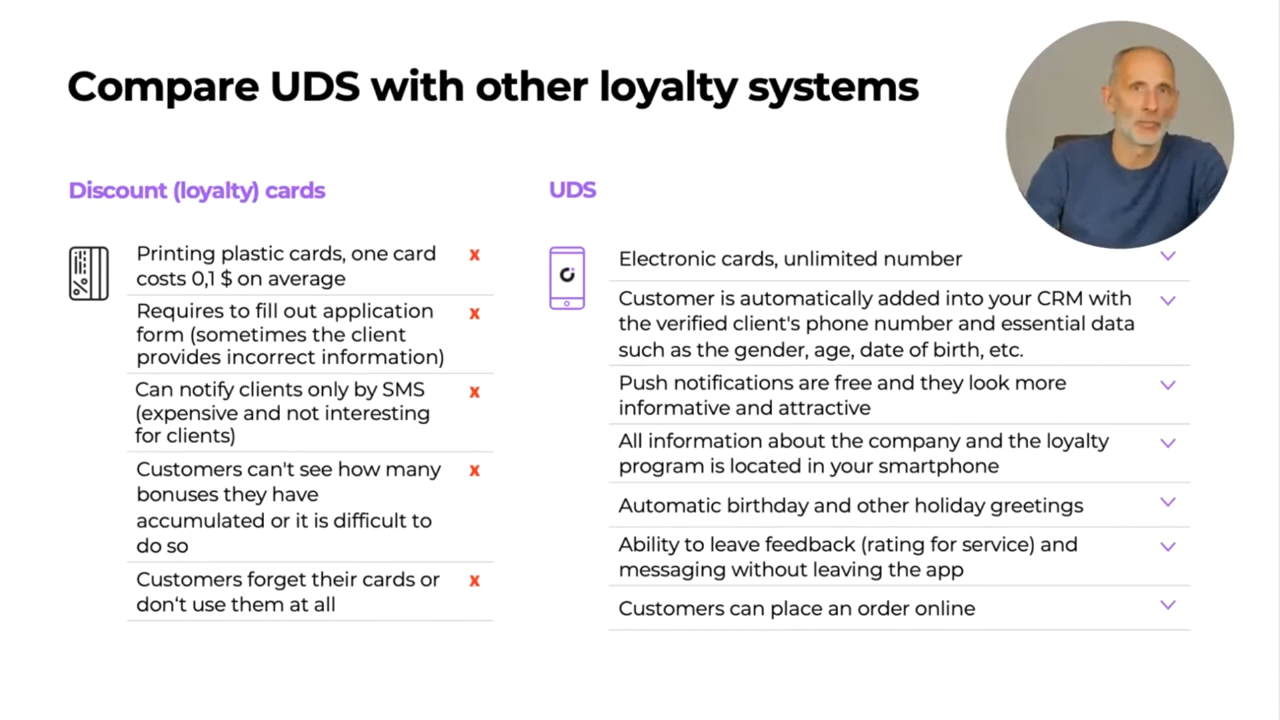 Compare UDS with other loyalty systems
Discount (loyalty) cards
Printing plastic cards, one card
costs 0,1 $ on average
x
Requires to fill out application
form (sometimes the client
provides incorrect information)
x
Can notify clients only by SMS
(expensive and not interesting
for clients)
x
Customers can't see how many
bonuses they have
accumulated or it is difficult to
do so
x
Customers forget their cards or
don‘t use them at all
x
UDS
Electronic cards, unlimited number
Customer is automatically added into your CRM with
the verified client's phone number and essential data
such as the gender, age, date of birth, etc.
Push notifications are free and they look more
informative and attractive
All information about the company and the loyalty
program is located in your smartphone
Automatic birthday and other holiday greetings
Ability to leave feedback (rating for service) and
messaging without leaving the app
Customers can place an order online